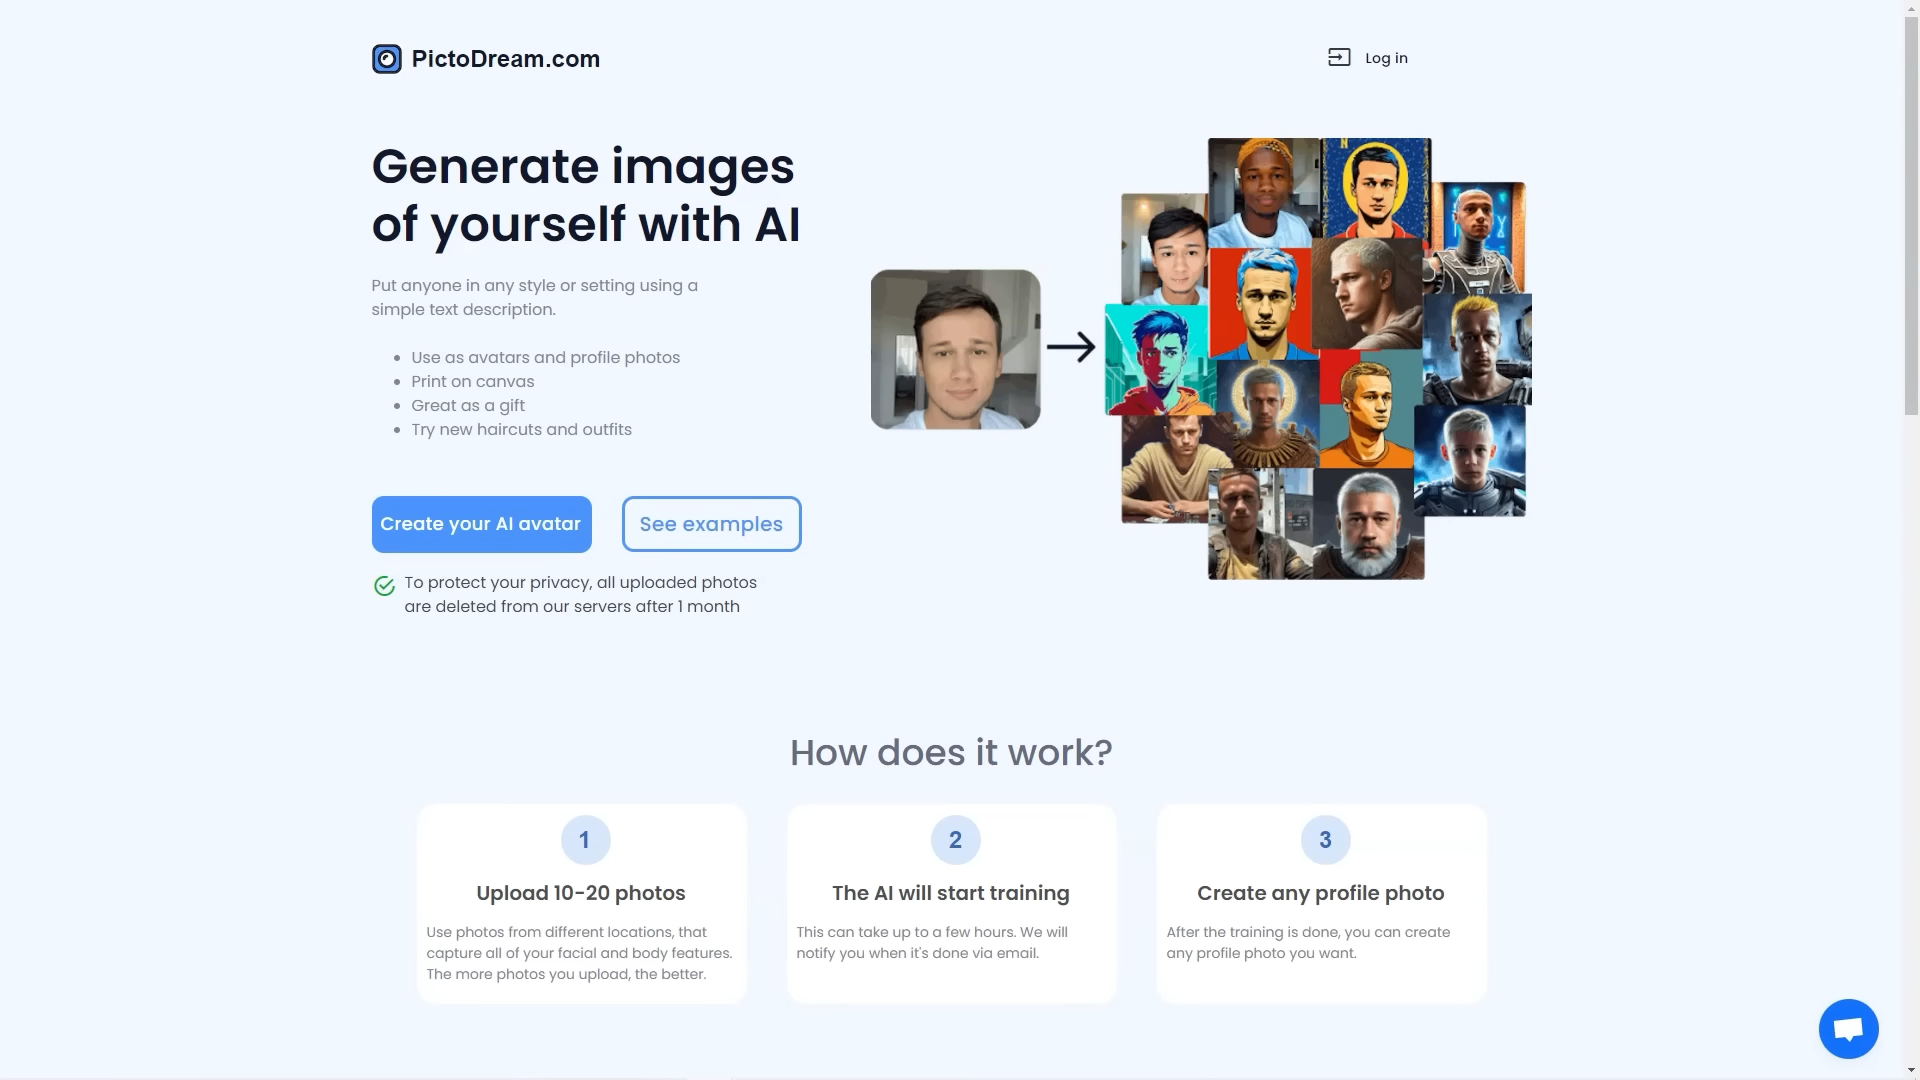 PictoDream.com
Log in
Generate images
of yourself with AI
Put anyone in any style or setting using a
simple text description.
Use as avatars and profile photos
Print on canvas
Great as a gift
Try new haircuts and outfits
Create your AI avatar
See examples
To protect your privacy, all uploaded photos
are deleted from our servers after 1 month
How does it work?
1
Upload 10-20 photos
Use photos from different locations, that
capture all of your facial and body features.
The more photos you upload, the better.
2
The AI will start training
This can take up to a few hours. We will
notify you when it's done via email.
3
Create any profile photo
After the training is done, you can create
any profile photo you want.